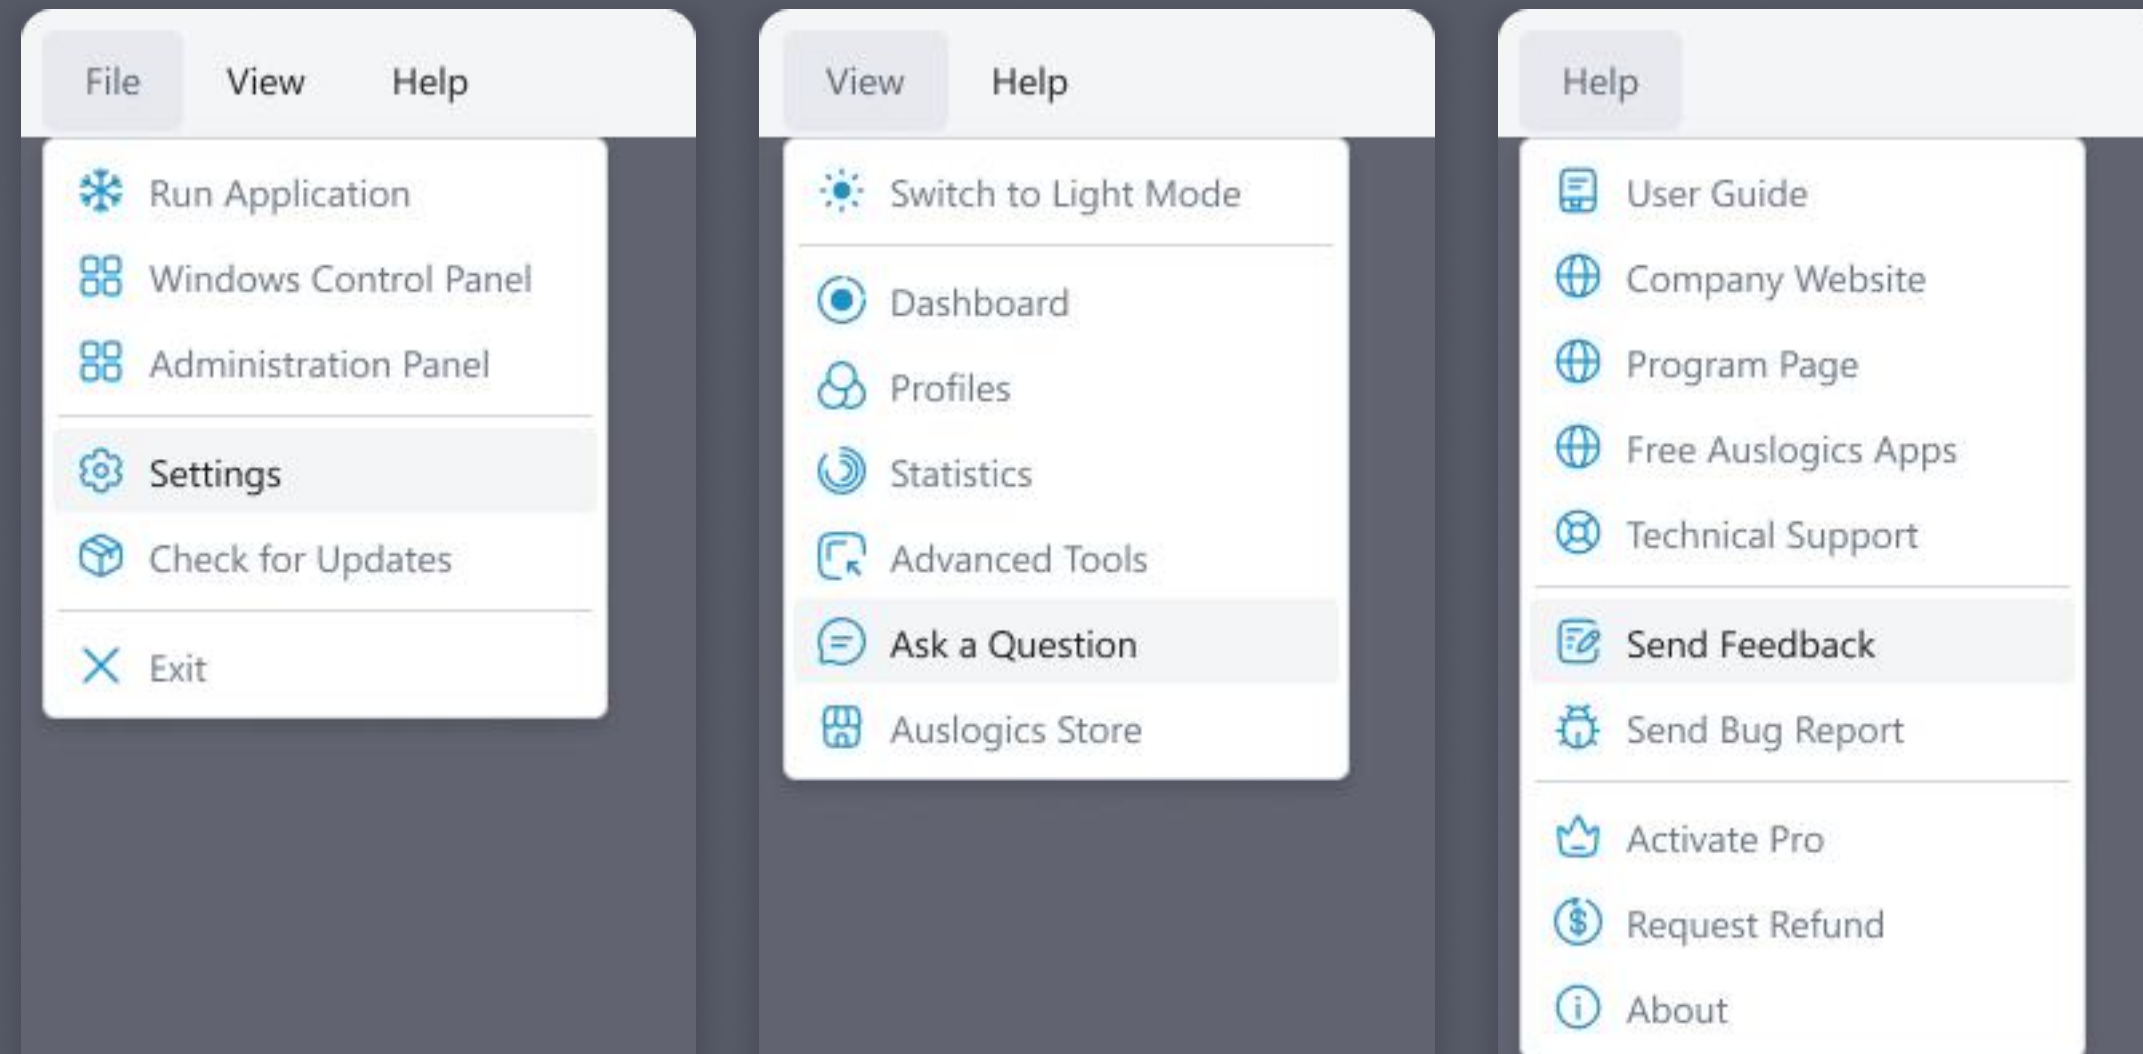 File View Help
Run Application
Windows Control Panel
Administration Panel
Settings
Check for Updates
Exit
View Help
Switch to Light Mode
Dashboard
Profiles
Statistics
Advanced Tools
Ask a Question
Auslogics Store
Help
User Guide
Company Website
Program Page
Free Auslogics Apps
Technical Support
Send Feedback
Send Bug Report
Activate Pro
Request Refund
About